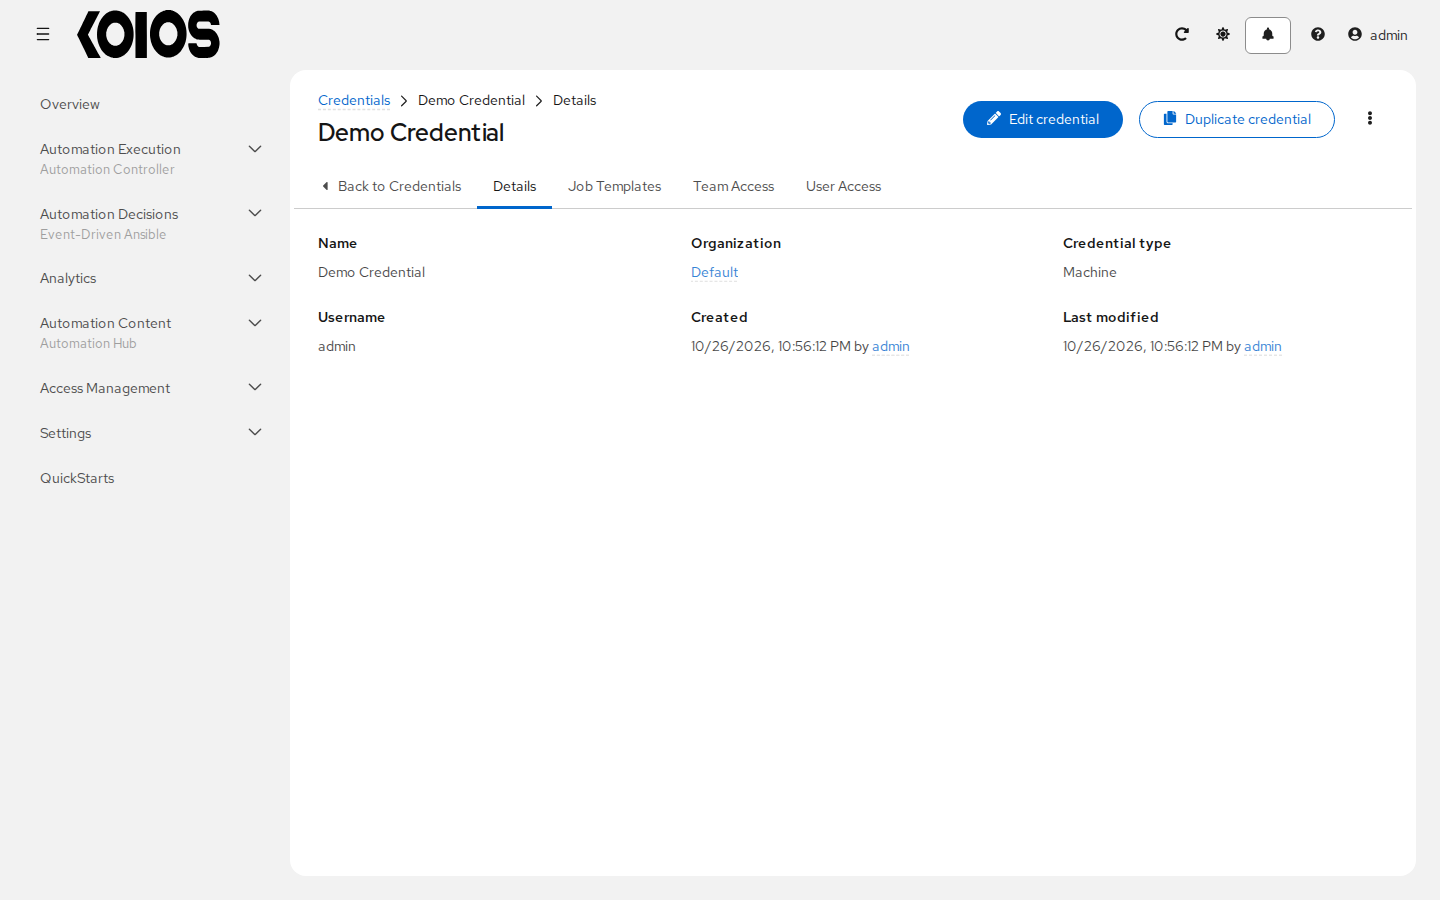 KOIOS
admin
Overview
Automation Execution
Automation Controller
Automation Decisions
Event-Driven Ansible
Analytics
Automation Content
Automation Hub
Access Management
Settings
QuickStarts
Credentials > Demo Credential > Details
Demo Credential
Edit credential
Duplicate credential
Back to Credentials
Details
Job Templates
Team Access
User Access
Name
Demo Credential
Organization
Default
Credential type
Machine
Username
admin
Created
10/26/2026, 10:56:12 PM by admin
Last modified
10/26/2026, 10:56:12 PM by admin